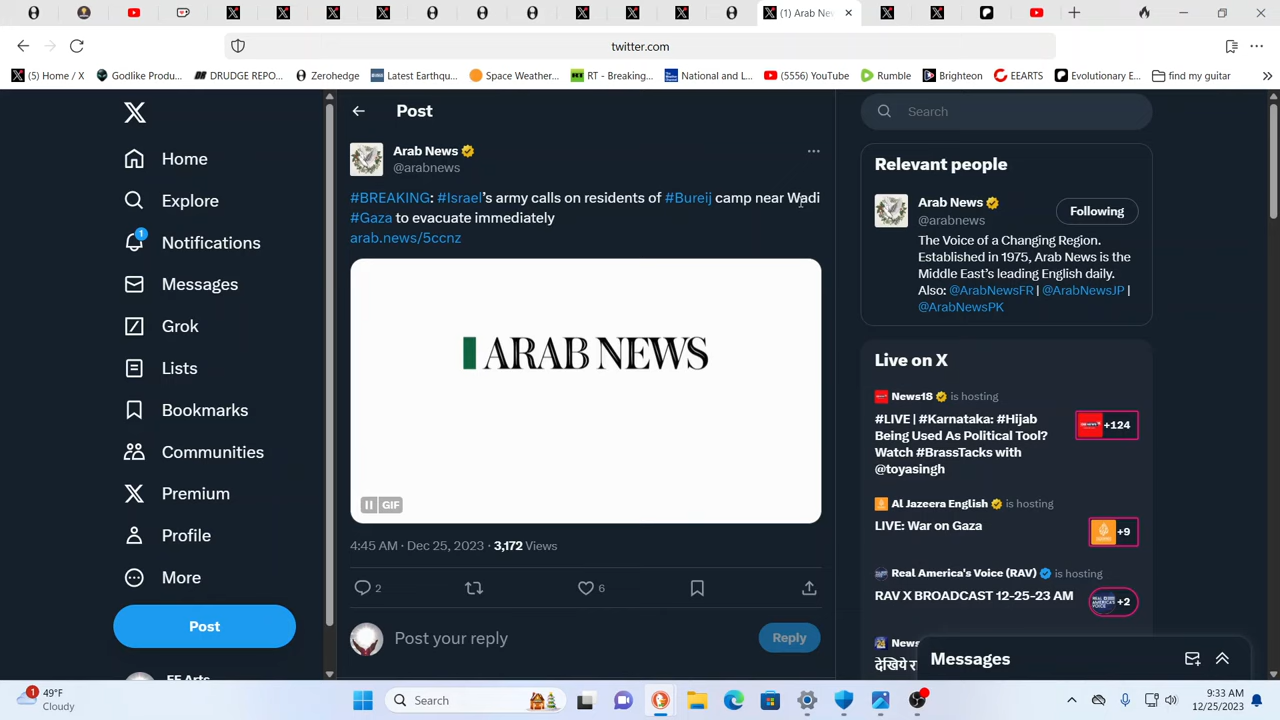 (1) Arab New
twitter.com
(5) Home / X
Godlike Produ...
DRUDGE REPO...
Zerohedge
Latest Earthqu...
Space Weather...
RT - Breaking...
National and L...
(5556) YouTube
Rumble
Brighteon
EEARTS
Evolutionary E...
find my guitar
Home
Explore
1
Notifications
Messages
Grok
Lists
Bookmarks
Communities
Premium
Profile
More
Post
EE Arts
Post
Arab News
@arabnews
#BREAKING: #Israel's army calls on residents of #Bureij camp near Wadi
#Gaza to evacuate immediately
arab.news/5ccnz
ARAB NEWS
GIF
4:45 AM · Dec 25, 2023 · 3,172 Views
2
6
Post your reply
Reply
Search
Relevant people
Arab News
@arabnews
Following
The Voice of a Changing Region.
Established in 1975, Arab News is the
Middle East's leading English daily.
Also: @ArabNewsFR | @ArabNewsJP |
@ArabNewsPK
Live on X
News18 is hosting
#LIVE | #Karnataka: #Hijab
Being Used As Political Tool?
Watch #BrassTacks with
@toyasingh
+124
Al Jazeera English is hosting
LIVE: War on Gaza
+9
Real America's Voice (RAV) is hosting
RAV X BROADCAST 12-25-23 AM
+2
News
देखिये
Messages
1
49°F
Cloudy
Search
9:33 AM
12/25/2023